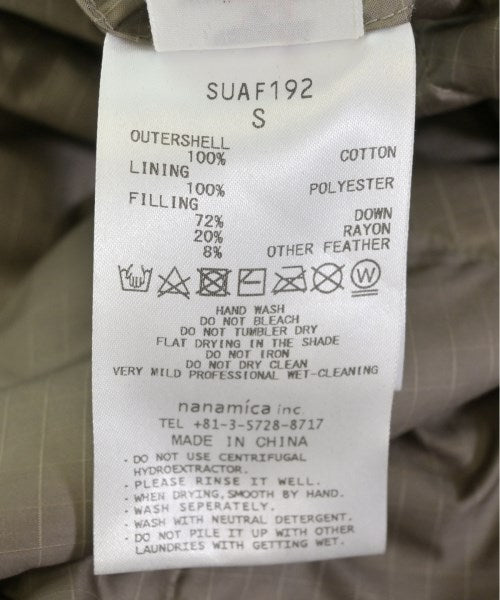 SUAF192
S
OUTERSHELL
100% COTTON
LINING
100% POLYESTER
FILLING
72% DOWN
20% RAYON
8% OTHER FEATHER
W
HAND WASH
DO NOT BLEACH
DO NOT TUMBLER DRY
FLAT DRYING IN THE SHADE
DO NOT IRON
DO NOT DRY CLEAN
VERY MILD PROFESSIONAL WET-CLEANING
nanamica inc.
TEL +81-3-5728-8717
MADE IN CHINA
· DO NOT USE CENTRIFUGAL
HYDROEXTRACTOR.
· PLEASE RINSE IT WELL.
· WHEN DRYING, SMOOTH BY HAND.
· WASH SEPERATELY.
· WASH WITH NEUTRAL DETERGENT.
· DO NOT PILE IT UP WITH OTHER
LAUNDRIES WITH GETTING WET.